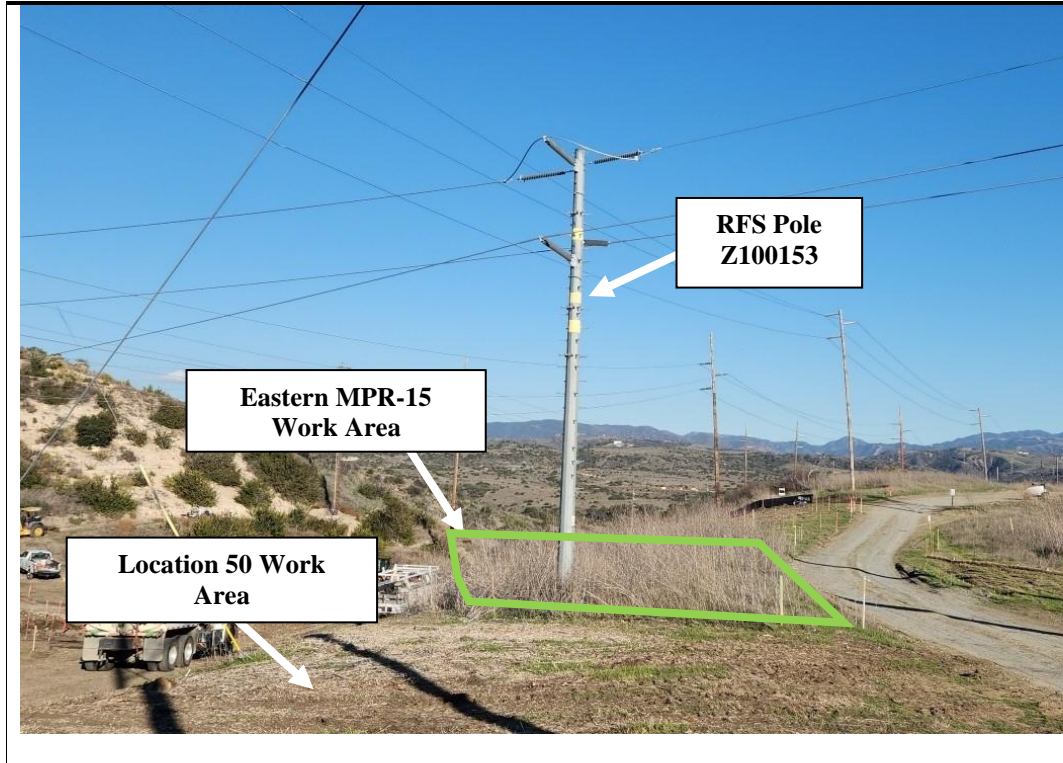 RFS Pole
Z100153
Eastern MPR-15
Work Area
Location 50 Work
Area